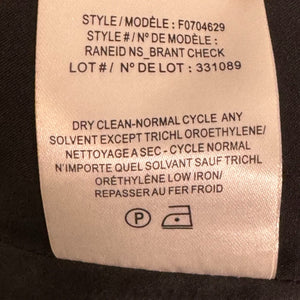 STYLE / MODÈLE : F0704629
STYLE # / Nº DE MODÈLE :
RANEID NS_BRANT CHECK
LOT # / Nº DE LOT : 331089
DRY CLEAN-NORMAL CYCLE ANY
SOLVENT EXCEPT TRICHL OROETHYLENE/
NETTOYAGE A SEC - CYCLE NORMAL
N'IMPORTE QUEL SOLVANT SAUF TRICHL
ORÉTHYLÈNE LOW IRON/
REPASSER AU FER FROID
P